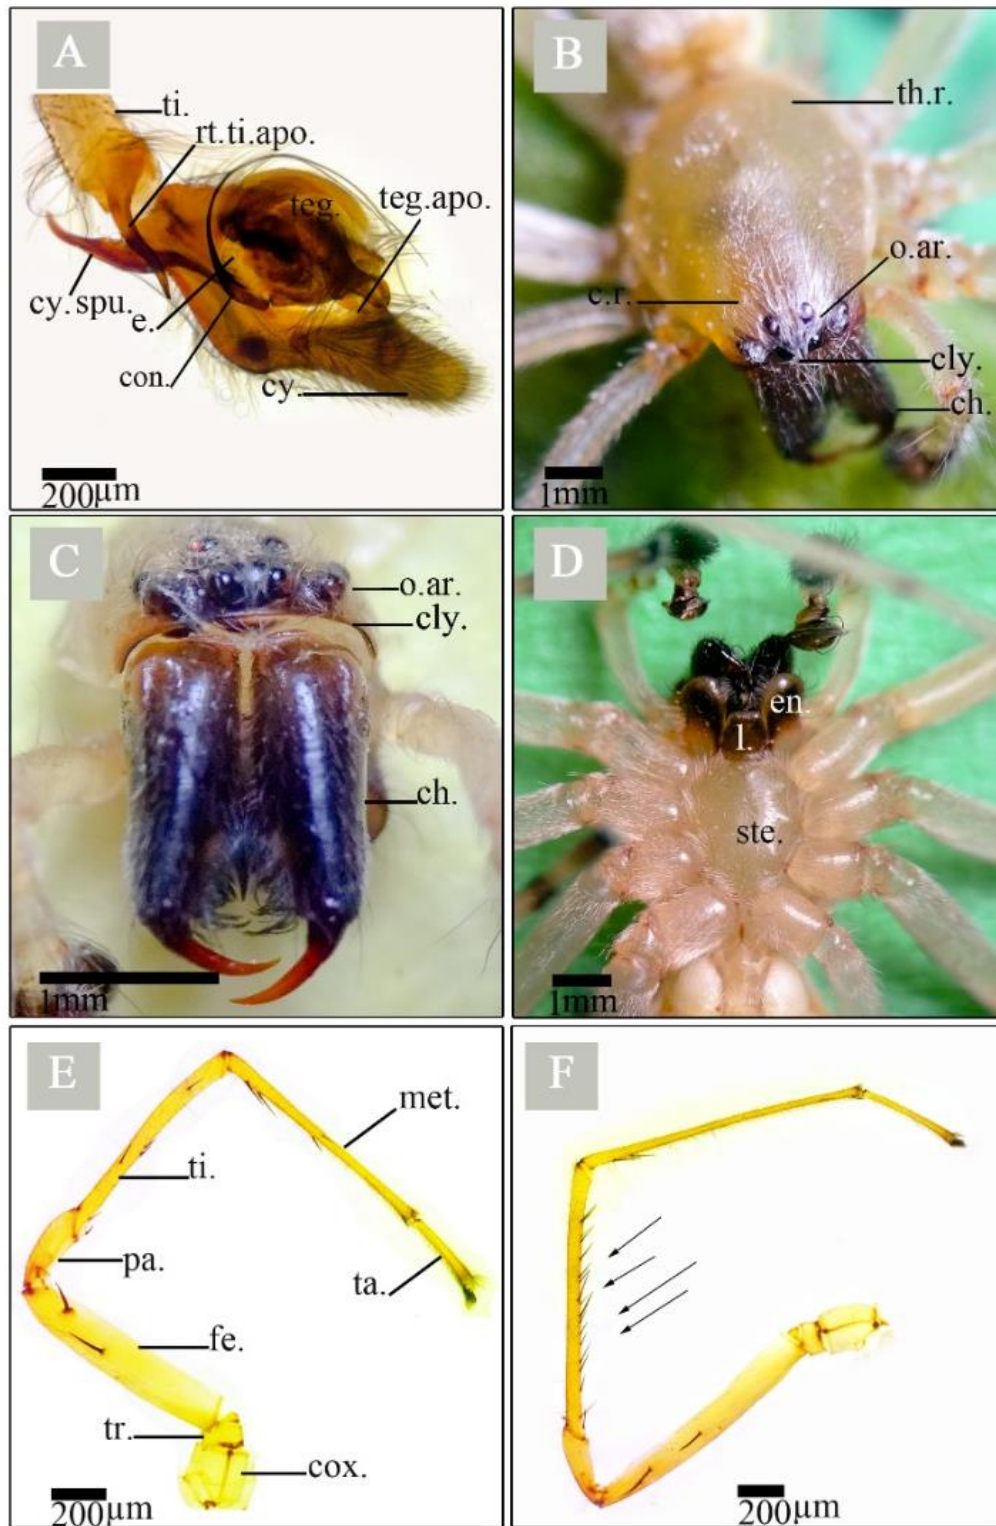 A
ti.
rt.ti.apo.
teg.
teg.apo.
cy.spu.
e.
con.
cy.
200µm
B
th.r.
o.ar.
c.r.
cly.
ch.
1mm
C
o.ar.
cly.
ch.
1mm
D
en.
l.
ste.
1mm
E
met.
ti.
pa.
ta.
fe.
tr.
cox.
200µm
F
200µm